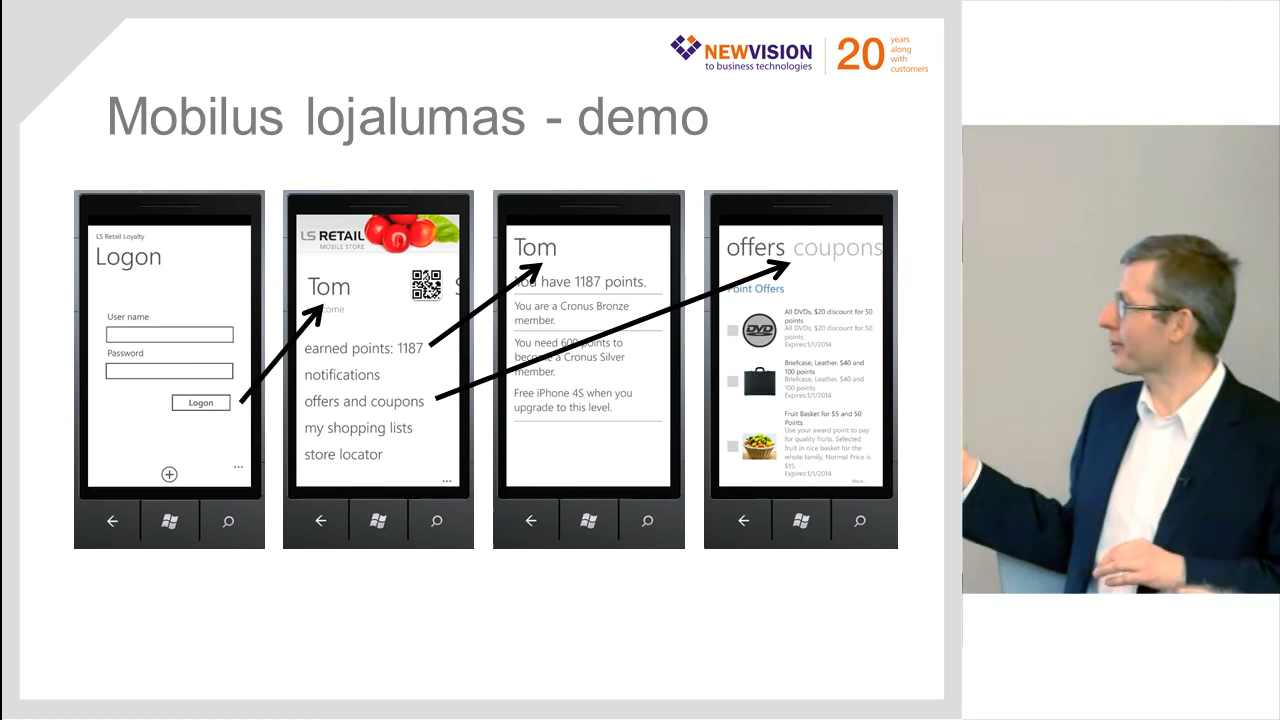 NEWVISION
to business technologies
20
years
along
with
customers
Mobilus lojalumas - demo
LS Retail Loyalty
Logon
User name
Password
Logon
LS RETAIL
MOBILE STORE
Tom
S
earned points: 1187
notifications
offers and coupons
my shopping lists
store locator
Tom
You have 1187 points.
You are a Cronus Bronze
member.
You need 600 points to
become a Cronus Silver
member.
Free iPhone 4S when you
upgrade to this level.
offers coupons
Point Offers
DVD
All DVDs, $20 discount for 50
points
All DVDs, $20 discount for 50
points
Expires:1/1/2014
Briefcase, Leather. $40 and
100 points
Briefcase, Leather. $40 and
100 points
Expires:1/1/2014
Fruit Basket for $5 and 50
Points
Use your award point to pay
for quality fruits. Selected
fruit in nice basket for the
whole family. Normal Price is
$15.
Expires:1/1/2014
More...